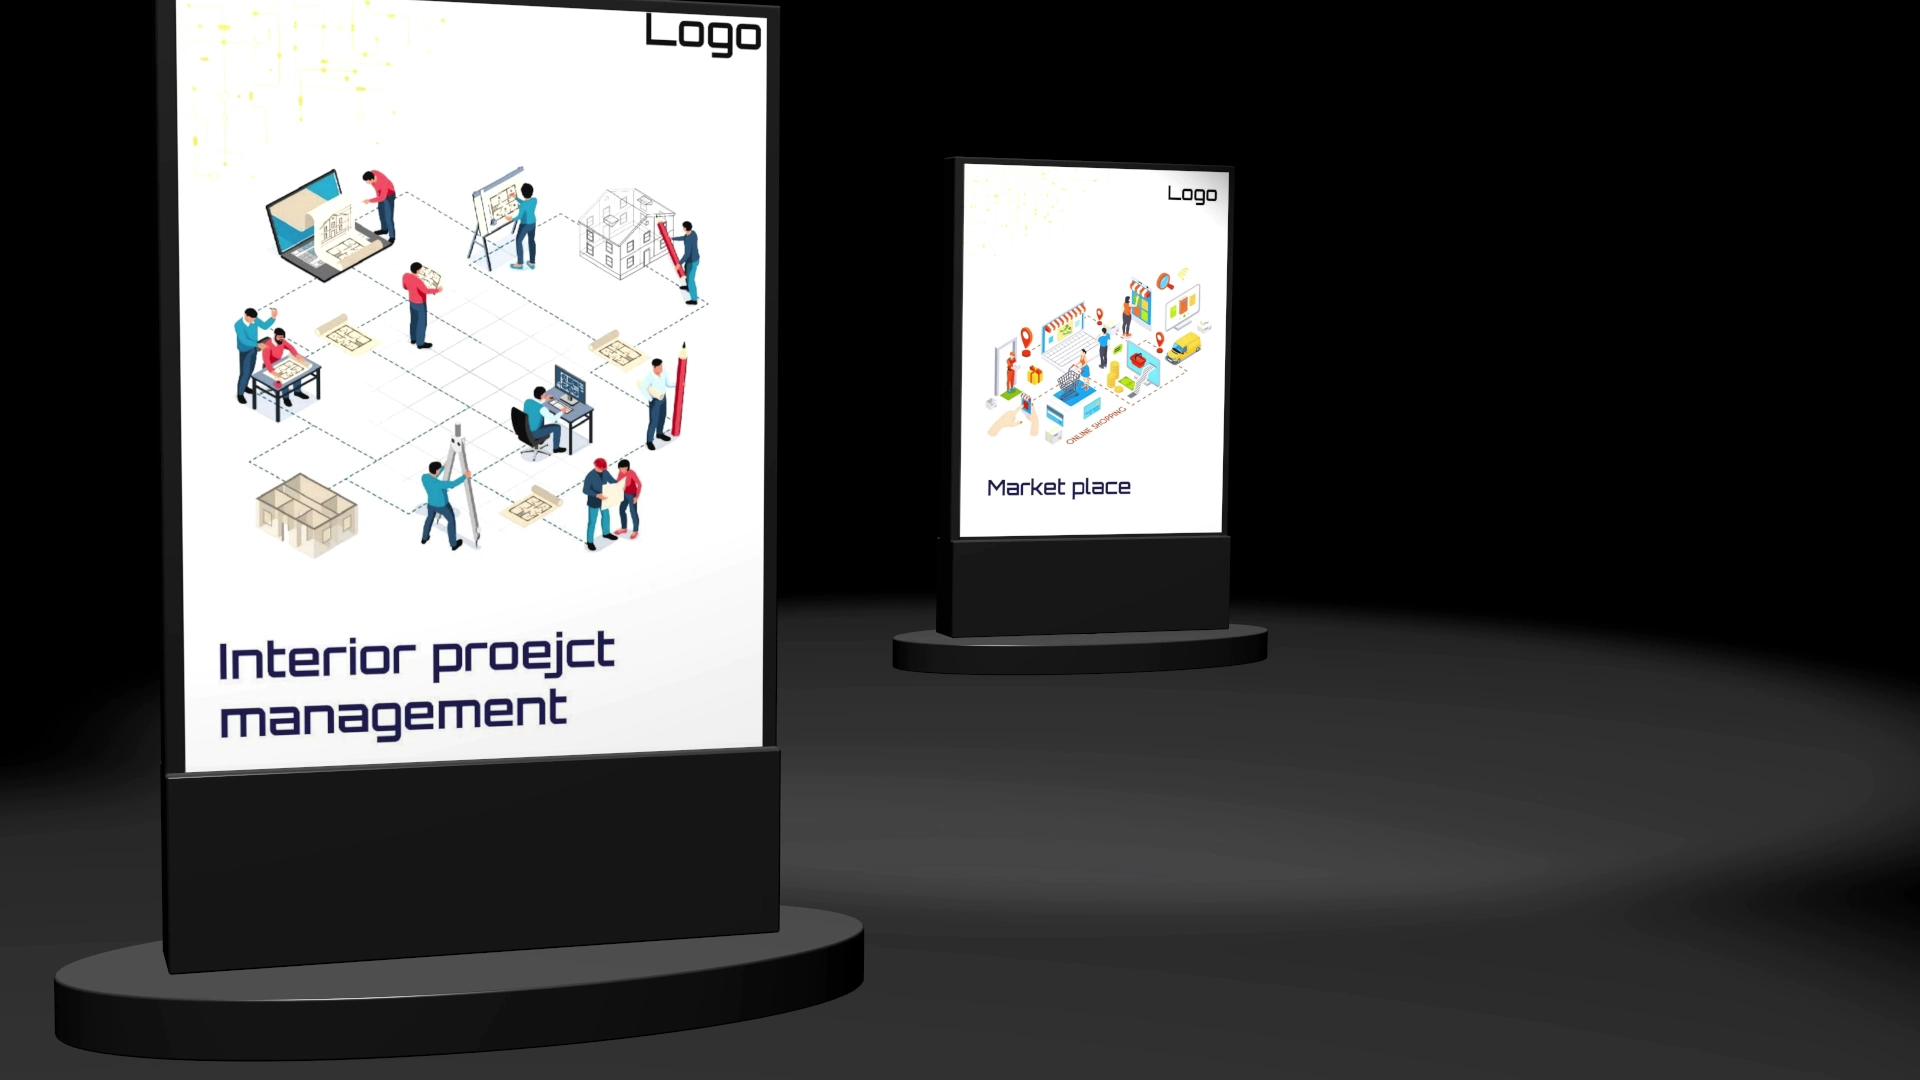 Logo
Interior proejct
management
Logo
ONLINE SHOPPING
Market place